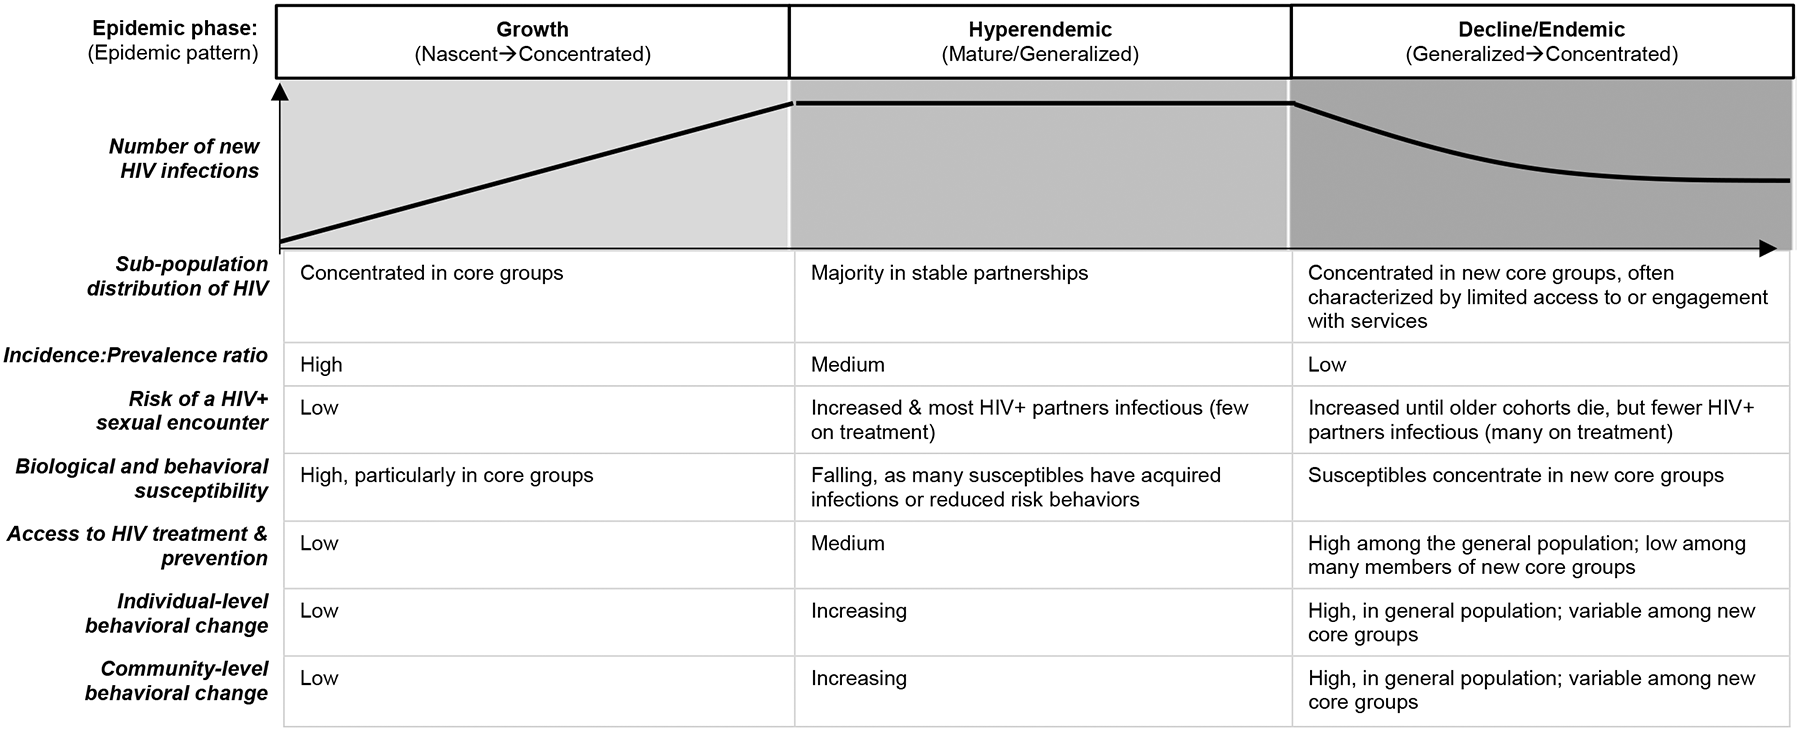 Epidemic phase:
(Epidemic pattern)
Growth
(Nascent→Concentrated)
Hyperendemic
(Mature/Generalized)
Decline/Endemic
(Generalized→Concentrated)
Number of new
HIV infections
Sub-population
distribution of HIV
Concentrated in core groups
Majority in stable partnerships
Concentrated in new core groups, often
characterized by limited access to or engagement
with services
Incidence:Prevalence ratio
High
Medium
Low
Risk of a HIV+
sexual encounter
Low
Increased & most HIV+ partners infectious (few
on treatment)
Increased until older cohorts die, but fewer HIV+
partners infectious (many on treatment)
Biological and behavioral
susceptibility
High, particularly in core groups
Falling, as many susceptibles have acquired
infections or reduced risk behaviors
Susceptibles concentrate in new core groups
Access to HIV treatment &
prevention
Low
Medium
High among the general population; low among
many members of new core groups
Individual-level
behavioral change
Low
Increasing
High, in general population; variable among new
core groups
Community-level
behavioral change
Low
Increasing
High, in general population; variable among new
core groups